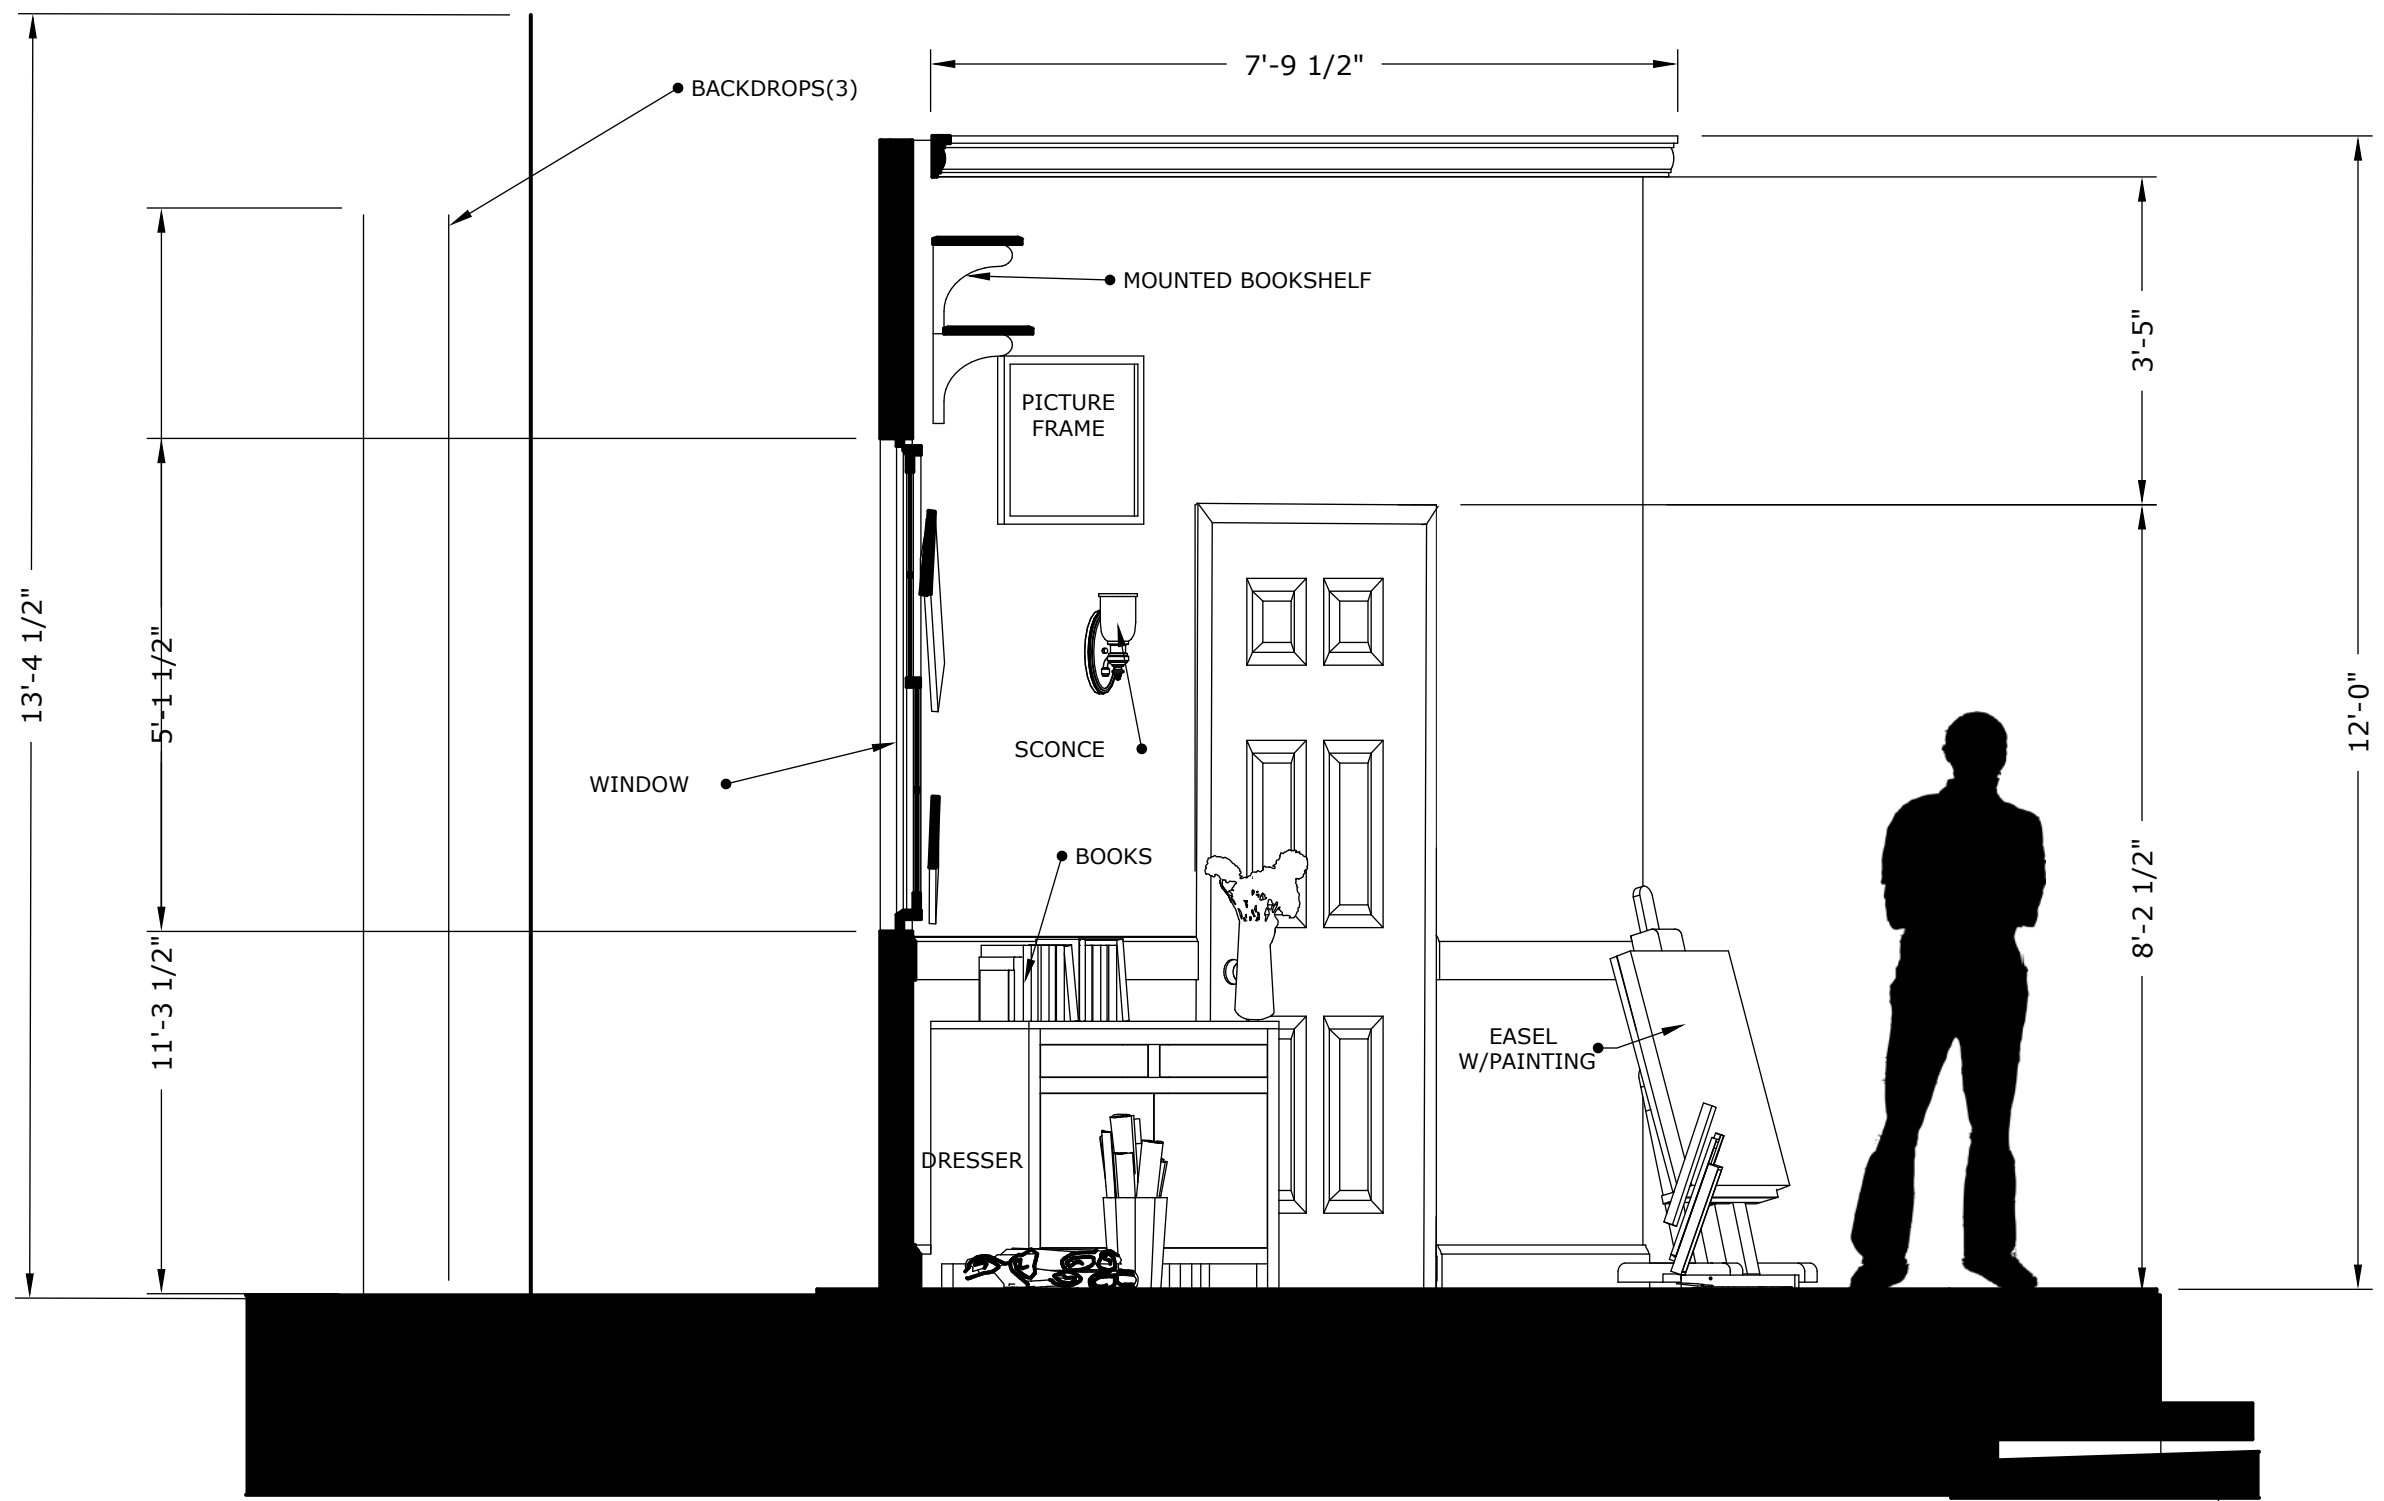 7'-9 1/2"
BACKDROPS(3)
MOUNTED BOOKSHELF
3'-5"
PICTURE
FRAME
13'-4 1/2"
5'-1 1/2"
12'-0"
SCONCE
WINDOW
BOOKS
8'-2 1/2"
11'-3 1/2"
EASEL
W/PAINTING
DRESSER